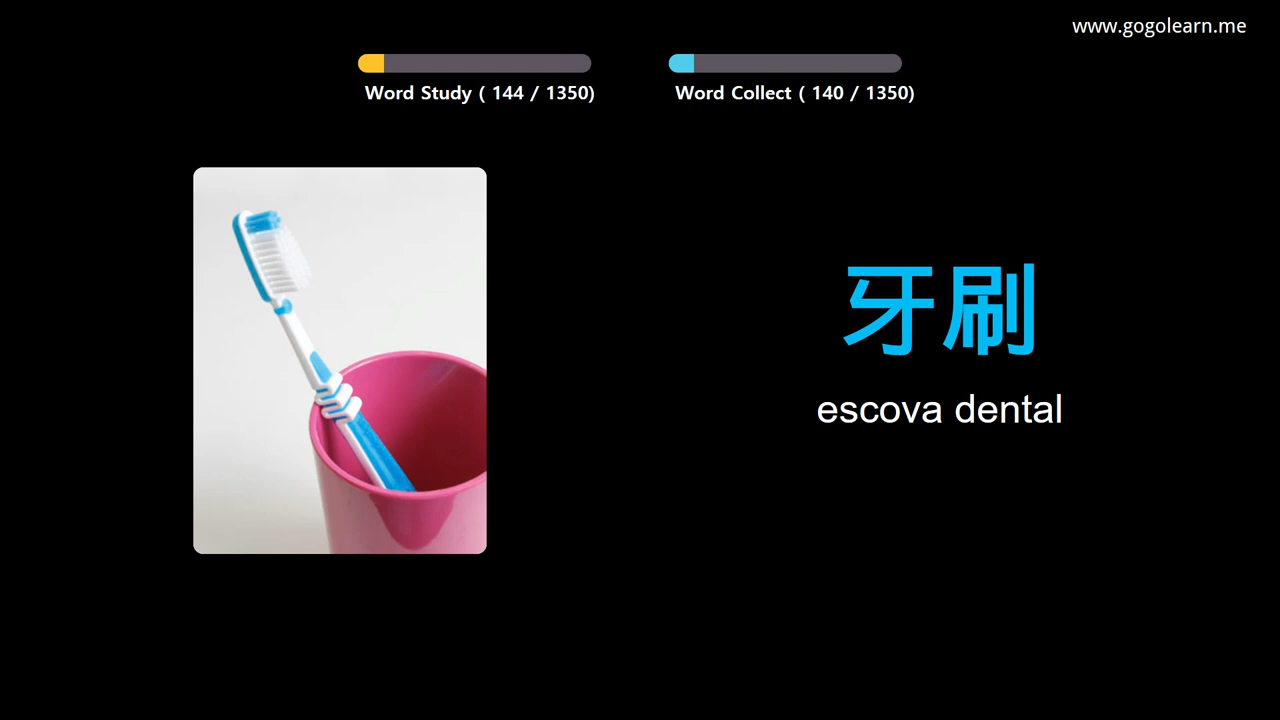 www.gogolearn.me
Word Study ( 144 / 1350)
Word Collect ( 140 / 1350)
牙刷
escova dental